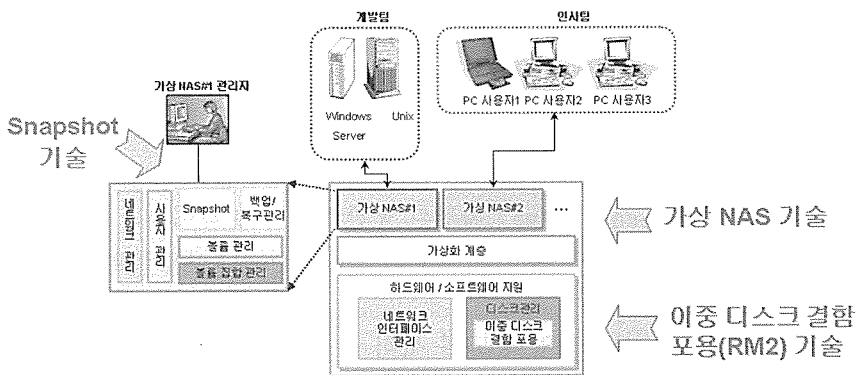 개발팀
인사팀
가상 NAS#1 관리자
Windows
Server
Unix
PC 사용자1
PC 사용자2
PC 사용자3
Snapshot
기술
네트워크 관리
사용자 관리
Snapshot
백업/
복구관리
볼륨 관리
볼륨 집합 관리
가상 NAS#1
가상 NAS#2
...
가상화 계층
하드웨어 / 소프트웨어 지원
네트워크
인터페이스
관리
디스크관리
이중 디스크
결함 포용
가상 NAS 기술
이중 디스크 결함
포용(RM2) 기술